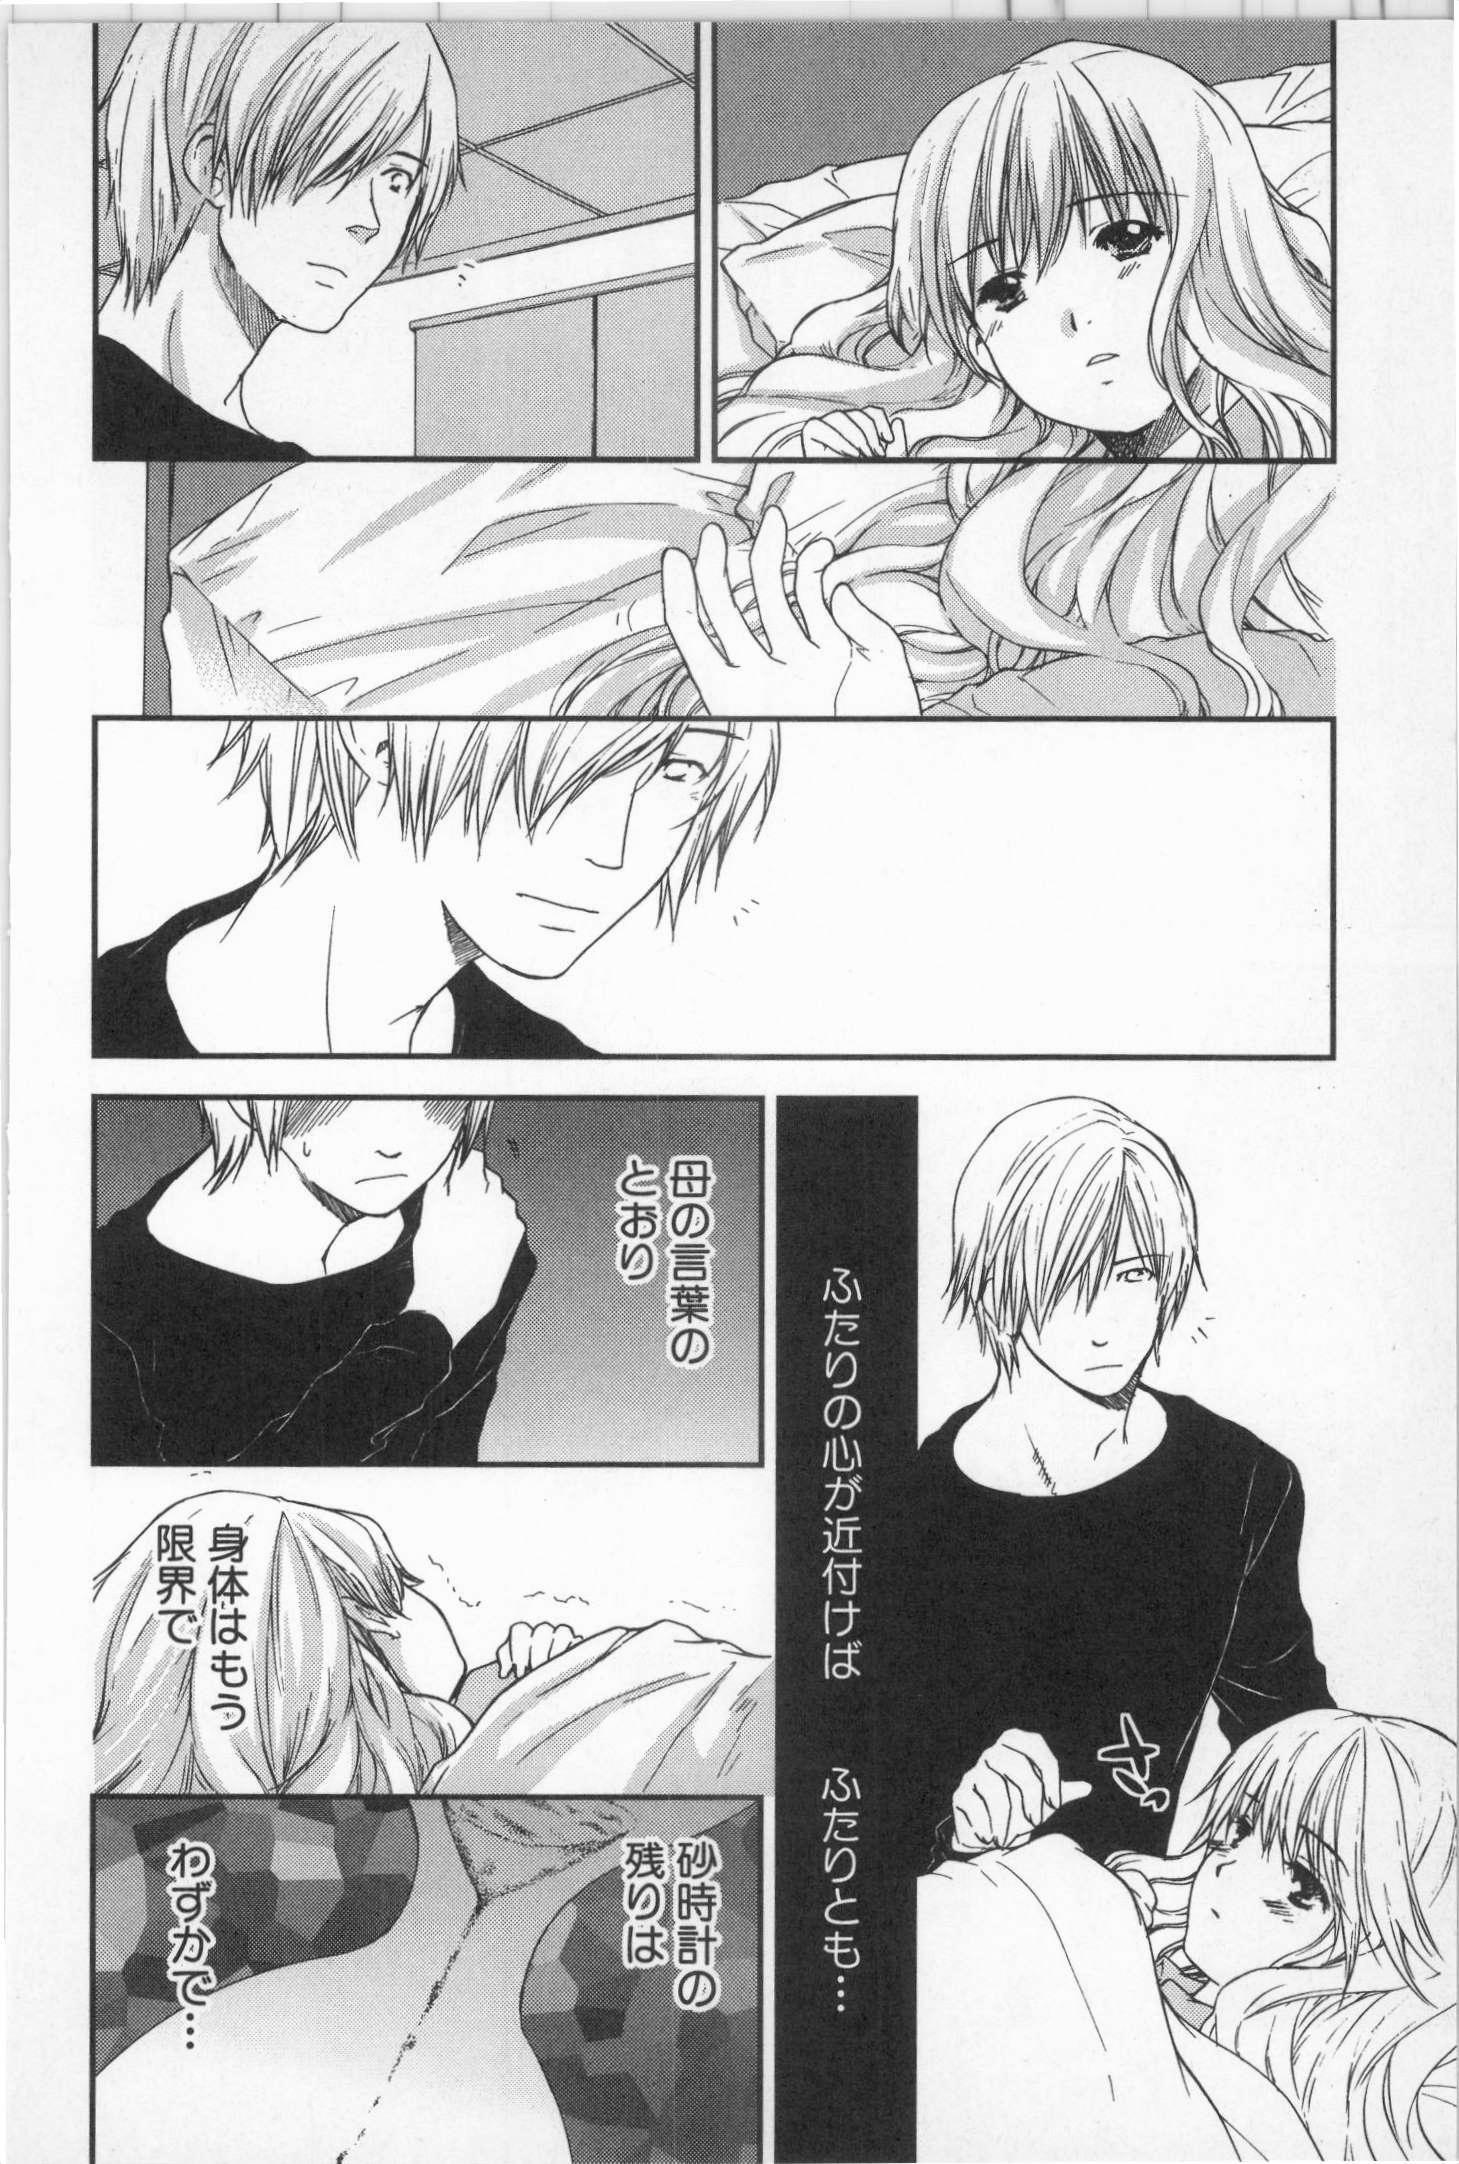 さっ
ふたりの心が近付けば　ふたりとも…
母の言葉の
とおり
身体はもう
限界で
砂時計の
残りは
わずかで…